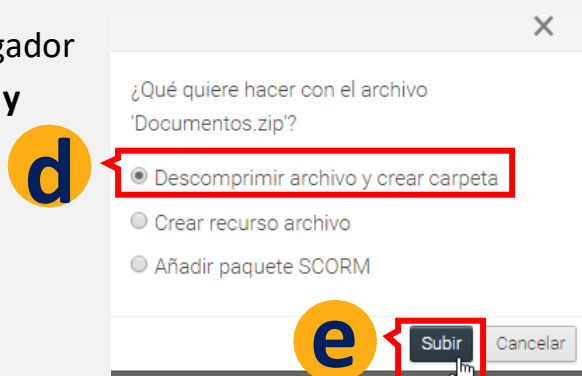 gador
y
×
¿Qué quiere hacer con el archivo
'Documentos.zip'?
d
Descomprimir archivo y crear carpeta
Crear recurso archivo
Añadir paquete SCORM
e
Subir
Cancelar